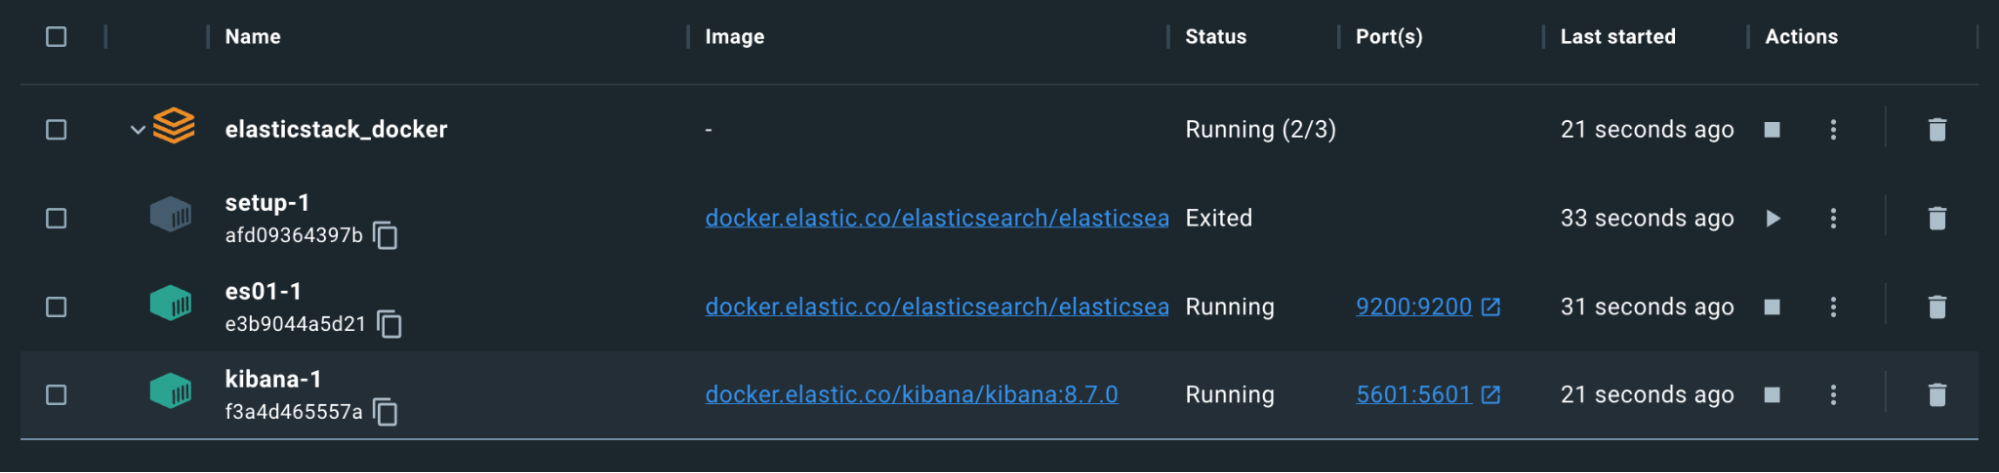 Name Image Status Port(s) Last started Actions
elasticstack_docker - Running (2/3) 21 seconds ago
setup-1
afd09364397b docker.elastic.co/elasticsearch/elasticsea Exited 33 seconds ago
es01-1
e3b9044a5d21 docker.elastic.co/elasticsearch/elasticsea Running 9200:9200 31 seconds ago
kibana-1
f3a4d465557a docker.elastic.co/kibana/kibana:8.7.0 Running 5601:5601 21 seconds ago